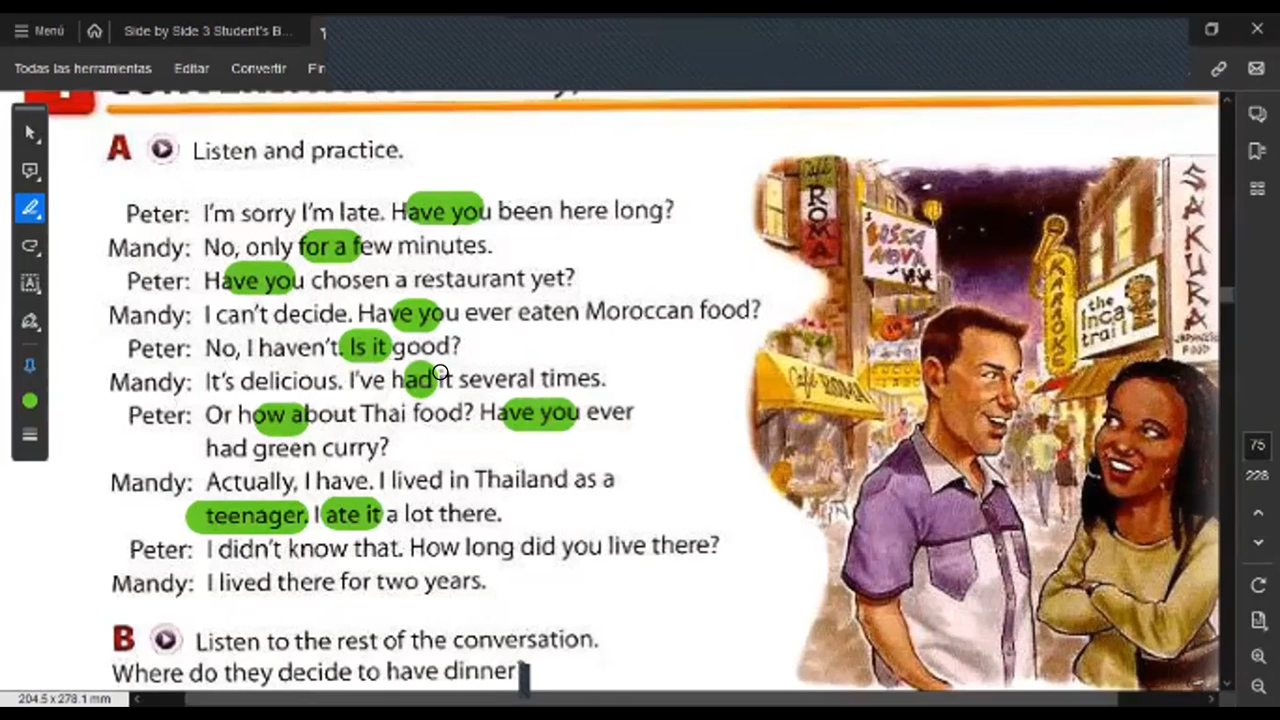 Menú
Side by Side 3 Student's B...
Todas las herramientas
Editar
Convertir
A Listen and practice.
Peter: I'm sorry I'm late. Have you been here long?
Mandy: No, only for a few minutes.
Peter: Have you chosen a restaurant yet?
Mandy: I can't decide. Have you ever eaten Moroccan food?
Peter: No, I haven't. Is it good?
Mandy: It's delicious. I've had it several times.
Peter: Or how about Thai food? Have you ever
had green curry?
Mandy: Actually, I have. I lived in Thailand as a
teenager. I ate it a lot there.
Peter: I didn't know that. How long did you live there?
Mandy: I lived there for two years.
B Listen to the rest of the conversation.
Where do they decide to have dinner?
Café
ROMA
BOSSA
NOVA
KARAOKE
the
Inca
trail
SAKURA
JAPANESE
FOOD
Café ROMA
75
228
204.5 x 278.1 mm